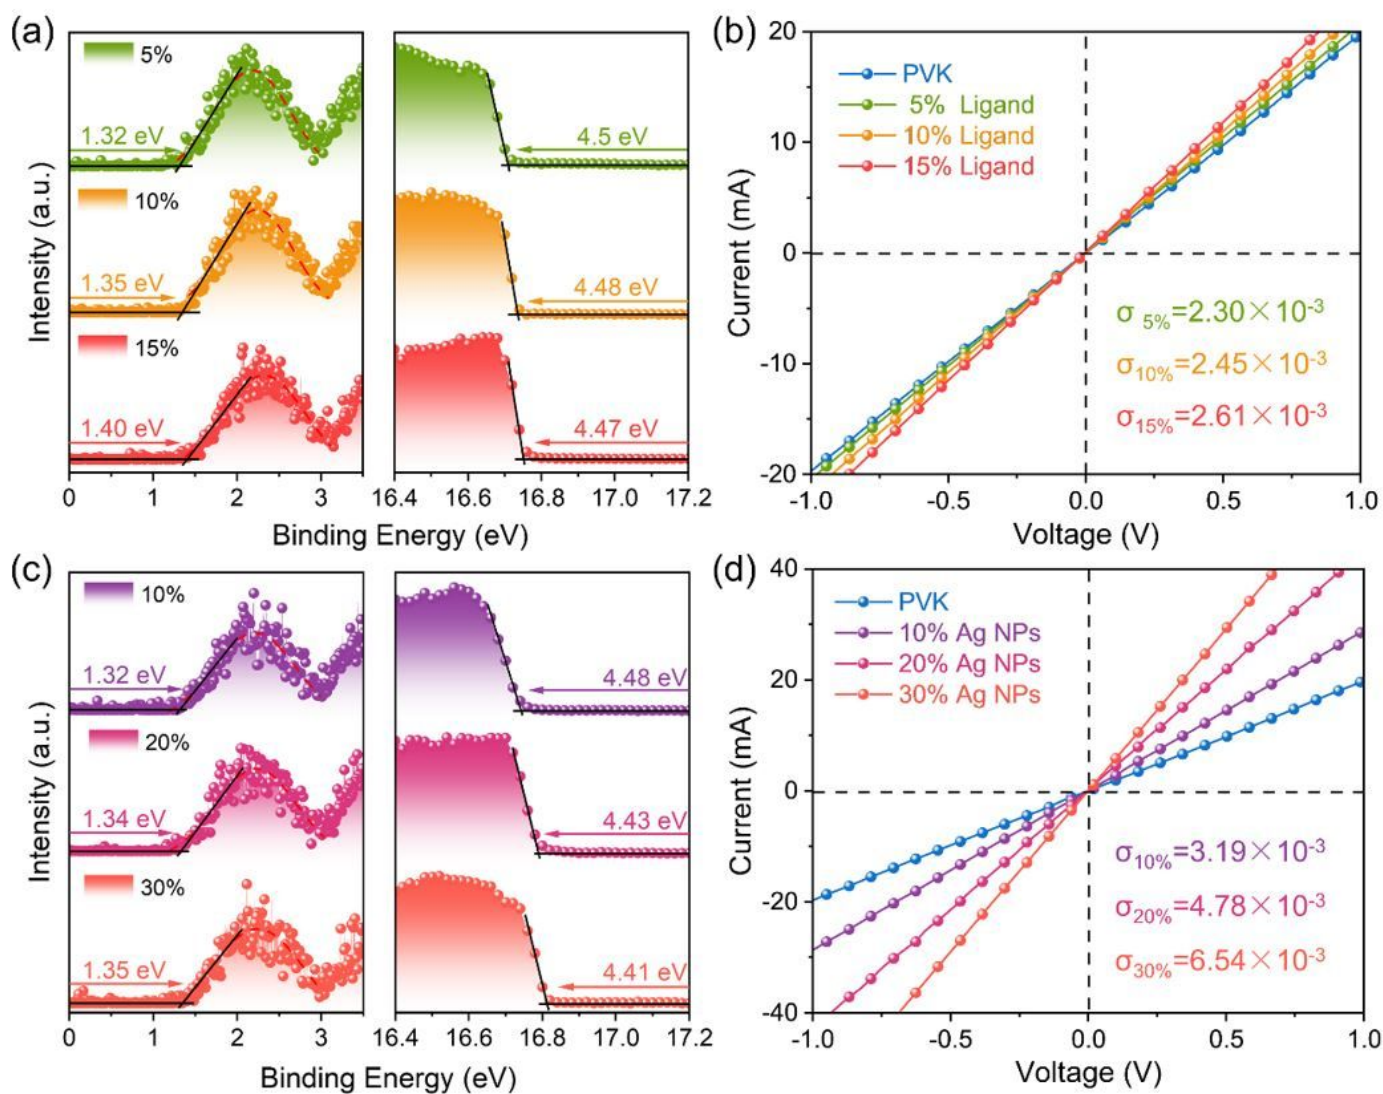 (a)
5%
1.32 eV
4.5 eV
10%
1.35 eV
4.48 eV
15%
1.40 eV
4.47 eV
Intensity (a.u.)
0 1 2 3
16.4 16.6 16.8 17.0 17.2
Binding Energy (eV)
(b)
20
10
0
-10
-20
Current (mA)
PVK
5% Ligand
10% Ligand
15% Ligand
σ 5%=2.30×10-3
σ10%=2.45×10-3
σ15%=2.61×10-3
-1.0 -0.5 0.0 0.5 1.0
Voltage (V)
(c)
10%
1.32 eV
4.48 eV
20%
1.34 eV
4.43 eV
30%
1.35 eV
4.41 eV
Intensity (a.u.)
0 1 2 3
16.4 16.6 16.8 17.0 17.2
Binding Energy (eV)
(d)
40
20
0
-20
-40
Current (mA)
PVK
10% Ag NPs
20% Ag NPs
30% Ag NPs
σ10%=3.19×10-3
σ20%=4.78×10-3
σ30%=6.54×10-3
-1.0 -0.5 0.0 0.5 1.0
Voltage (V)